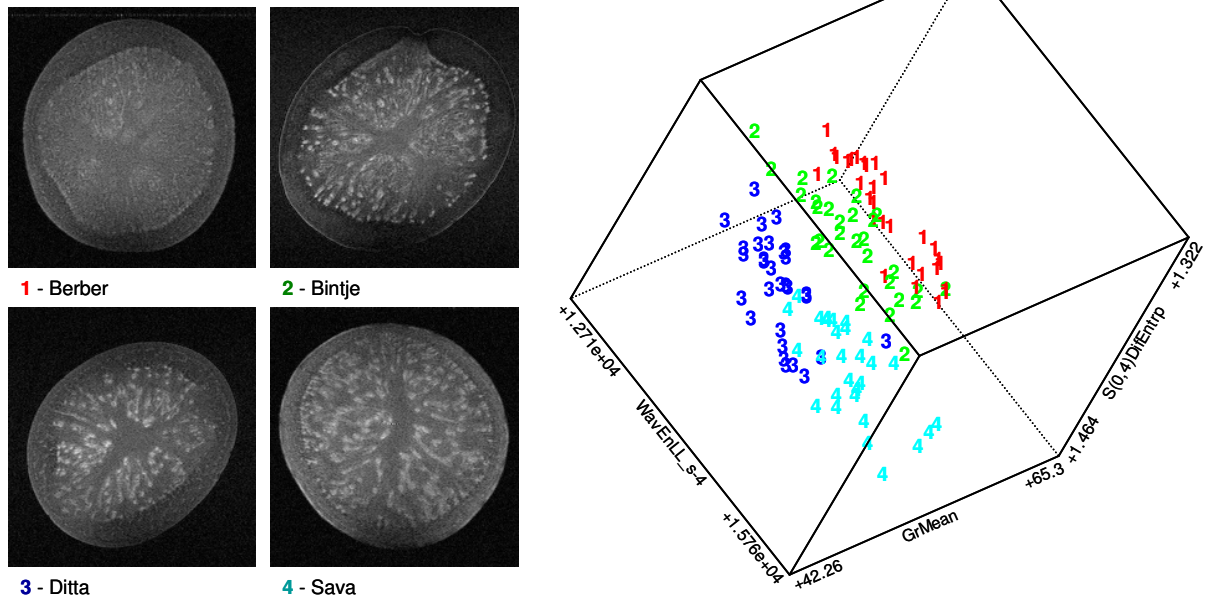 1 - Berber
2 - Bintje
3 - Ditta
4 - Sava
+1.271e+04
WavEnLL_s-4
+1.576e+04
+42.26
GrMean
+65.3
+1.464
S(0,4)DifEntrp
+1.322